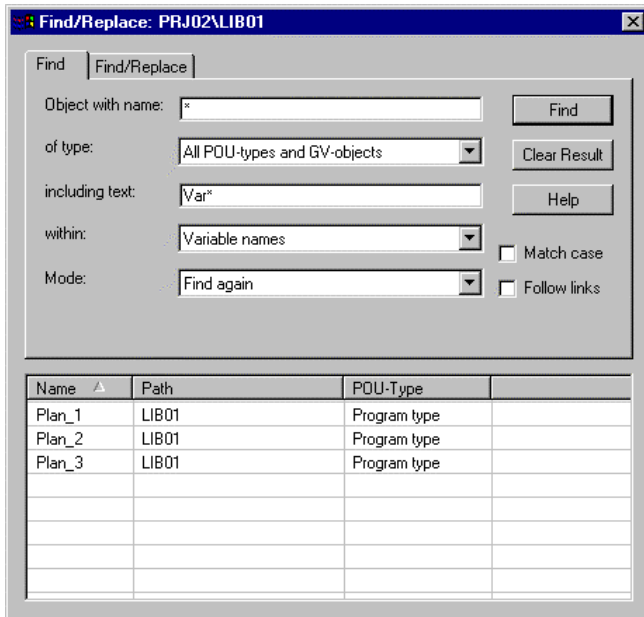 Find/Replace: PRJ02\LIB01
Find Find/Replace
Object with name: * Find
of type: All POU-types and GV-objects Clear Result
including text: Var* Help
within: Variable names Match case
Mode: Find again Follow links
Name Path POU-Type
Plan_1 LIB01 Program type
Plan_2 LIB01 Program type
Plan_3 LIB01 Program type